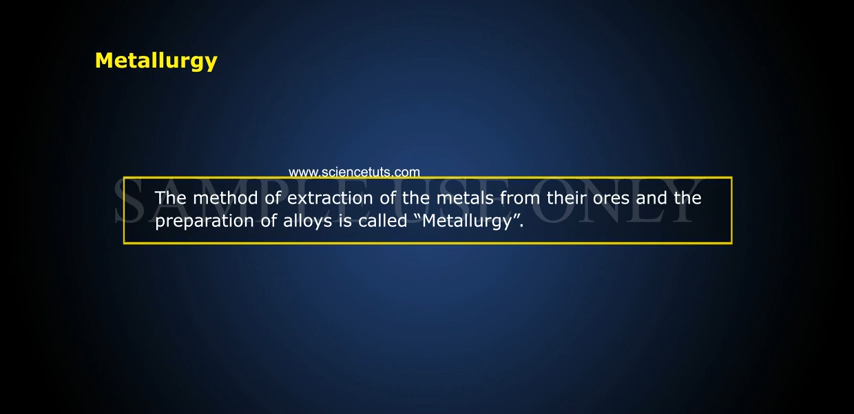 Metallurgy
www.sciencetuts.com
SAMPLE USE ONLY
The method of extraction of the metals from their ores and the
preparation of alloys is called “Metallurgy”.